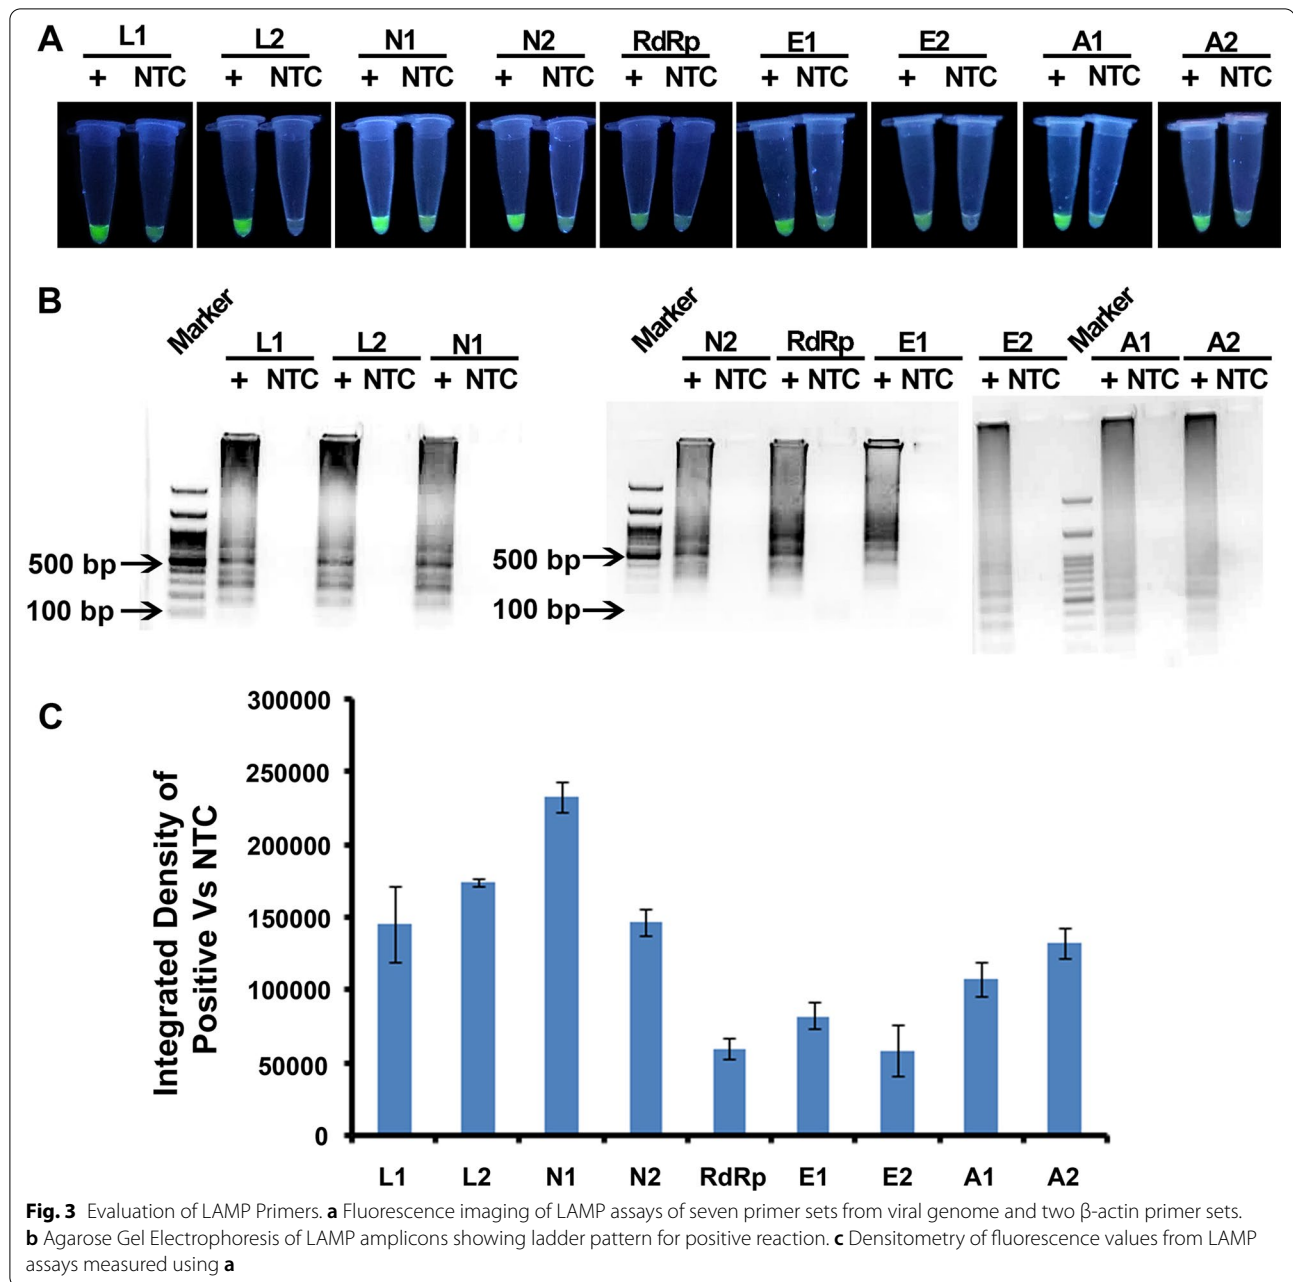 A
L1 L2 N1 N2 RdRp E1 E2 A1 A2
+ NTC + NTC + NTC + NTC + NTC + NTC + NTC + NTC + NTC
B
Marker L1 L2 N1 Marker N2 RdRp E1 E2 Marker A1 A2
+ NTC + NTC + NTC + NTC + NTC + NTC + NTC + NTC + NTC
500 bp 500 bp
100 bp 100 bp
C
Integrated Density of
Positive Vs NTC
300000
250000
200000
150000
100000
50000
0
L1 L2 N1 N2 RdRp E1 E2 A1 A2
Fig. 3 Evaluation of LAMP Primers. a Fluorescence imaging of LAMP assays of seven primer sets from viral genome and two β-actin primer sets.
b Agarose Gel Electrophoresis of LAMP amplicons showing ladder pattern for positive reaction. c Densitometry of fluorescence values from LAMP
assays measured using a